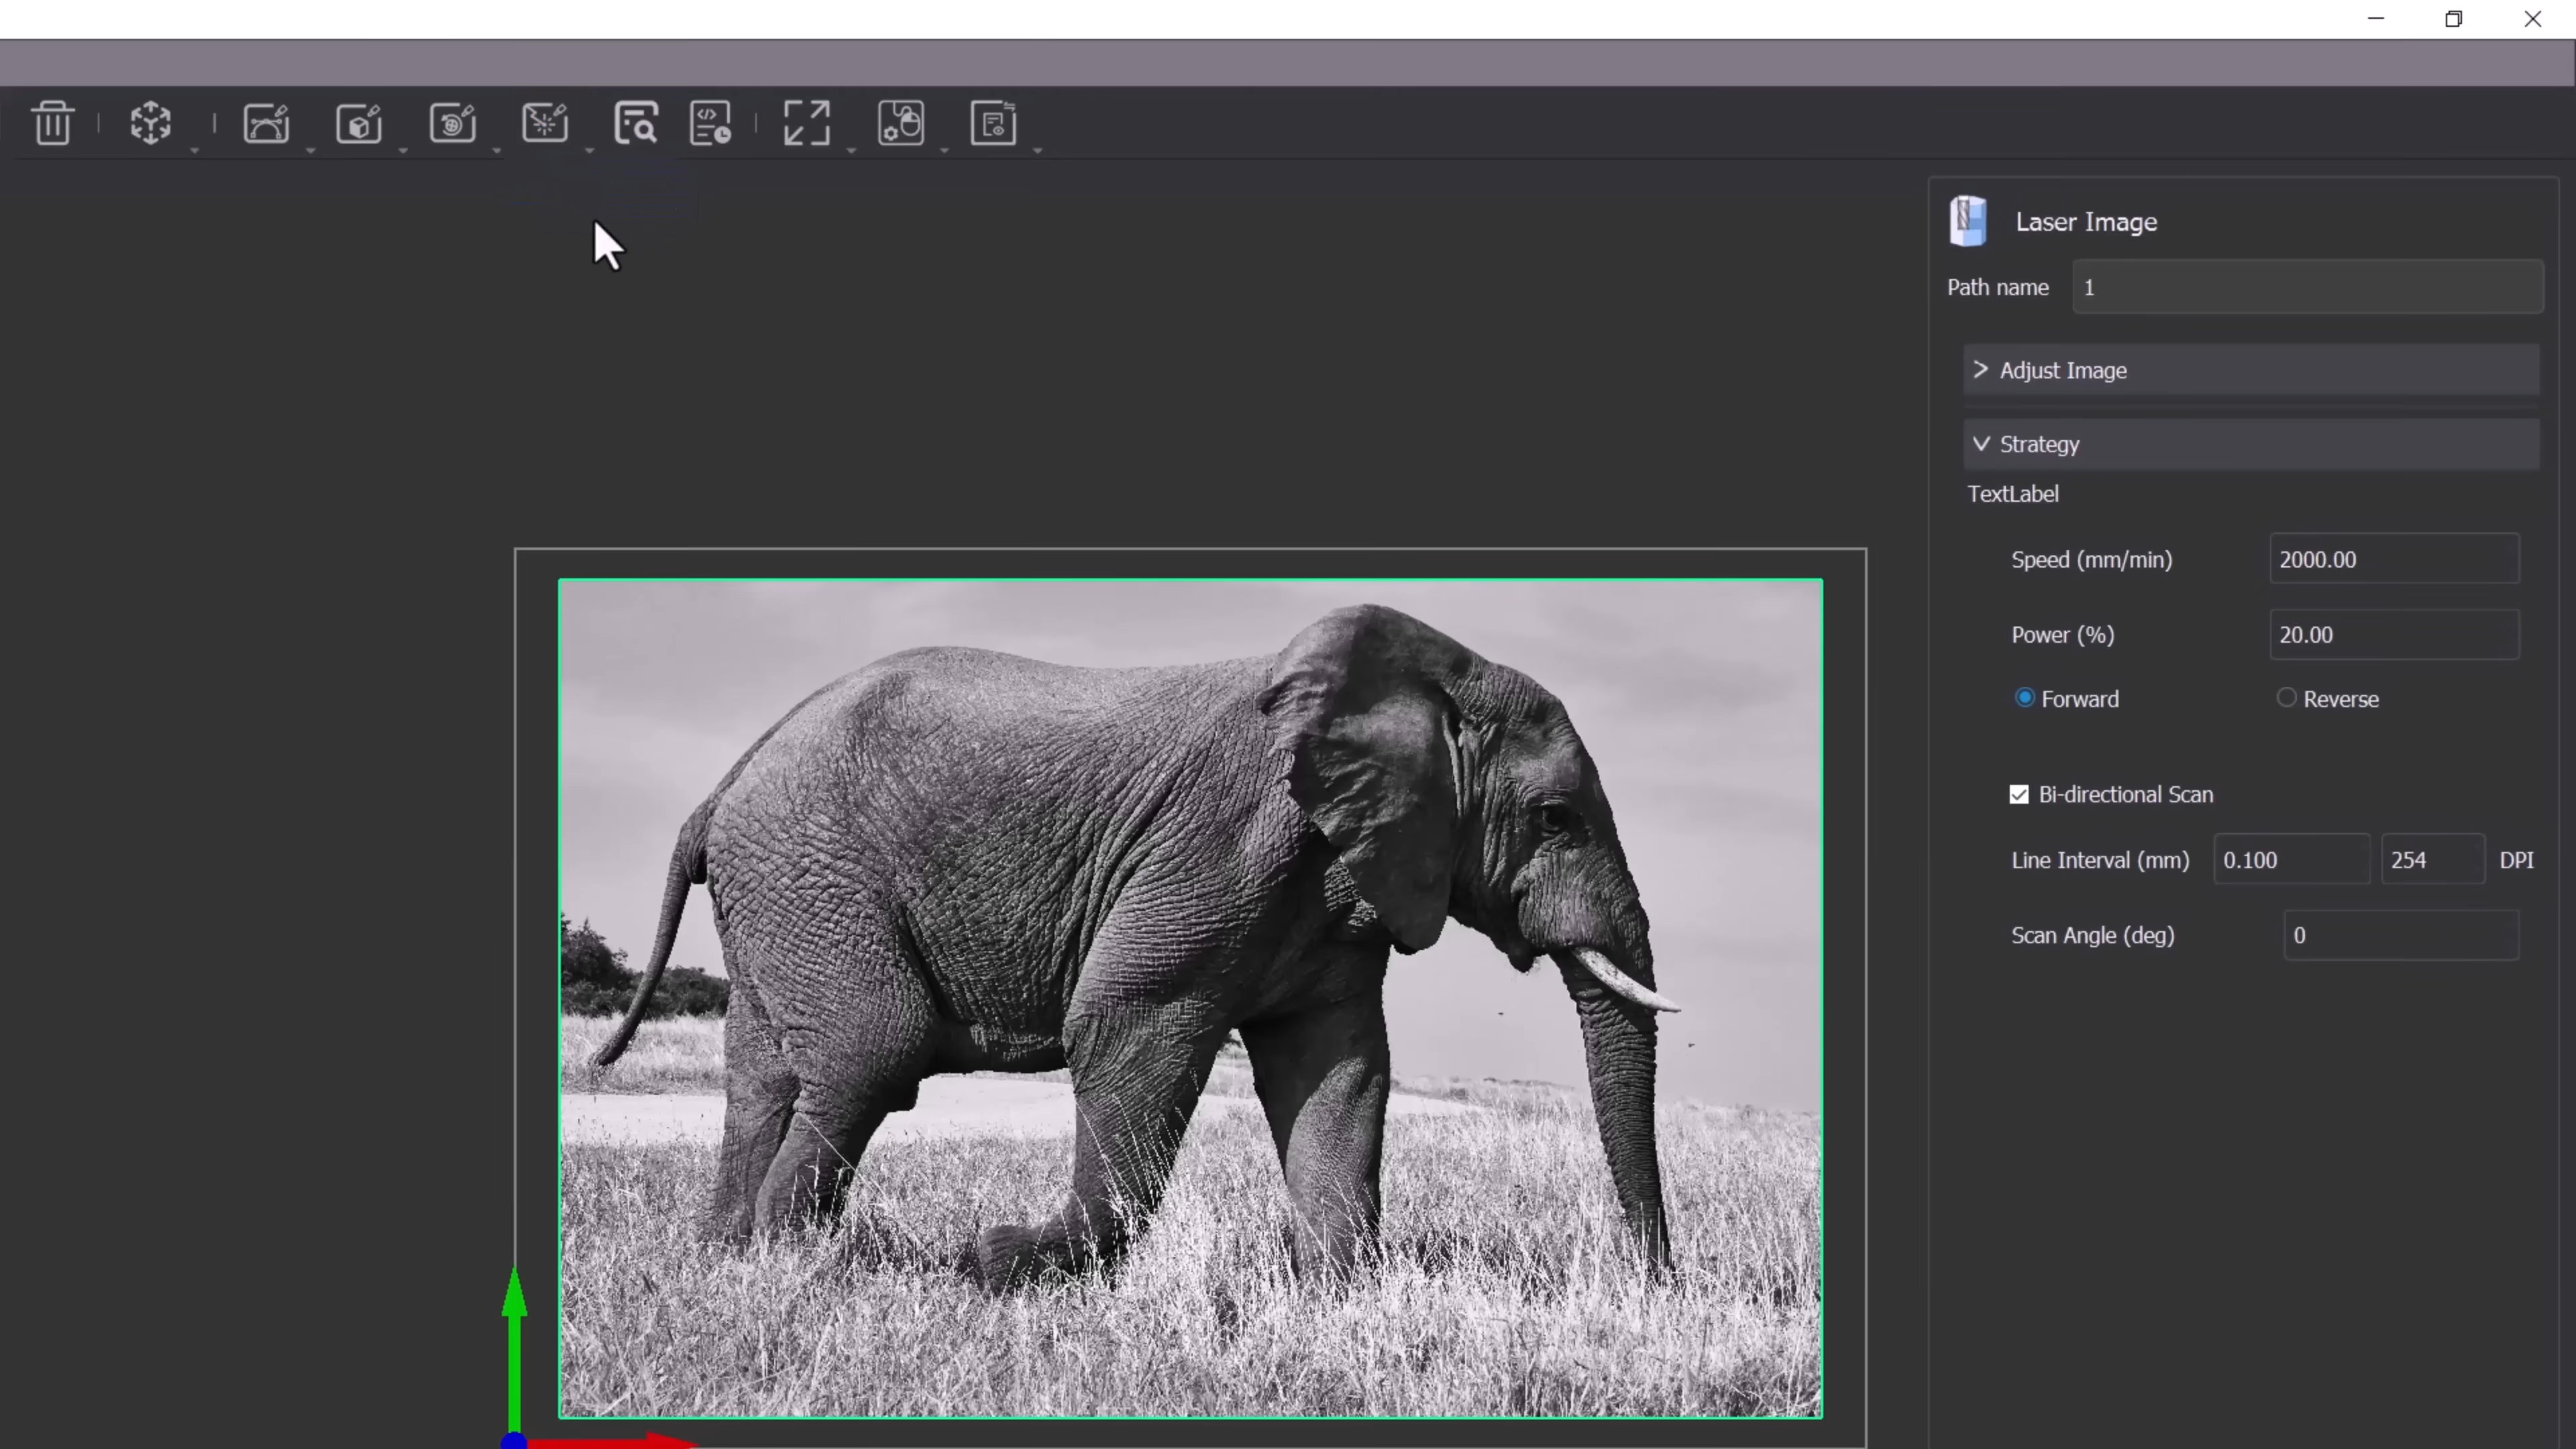 Laser Image
Path name 1
> Adjust Image
Strategy
TextLabel
Speed (mm/min) 2000.00
Power (%) 20.00
Forward Reverse
Bi-directional Scan
Line Interval (mm) 0.100 254 DPI
Scan Angle (deg) 0